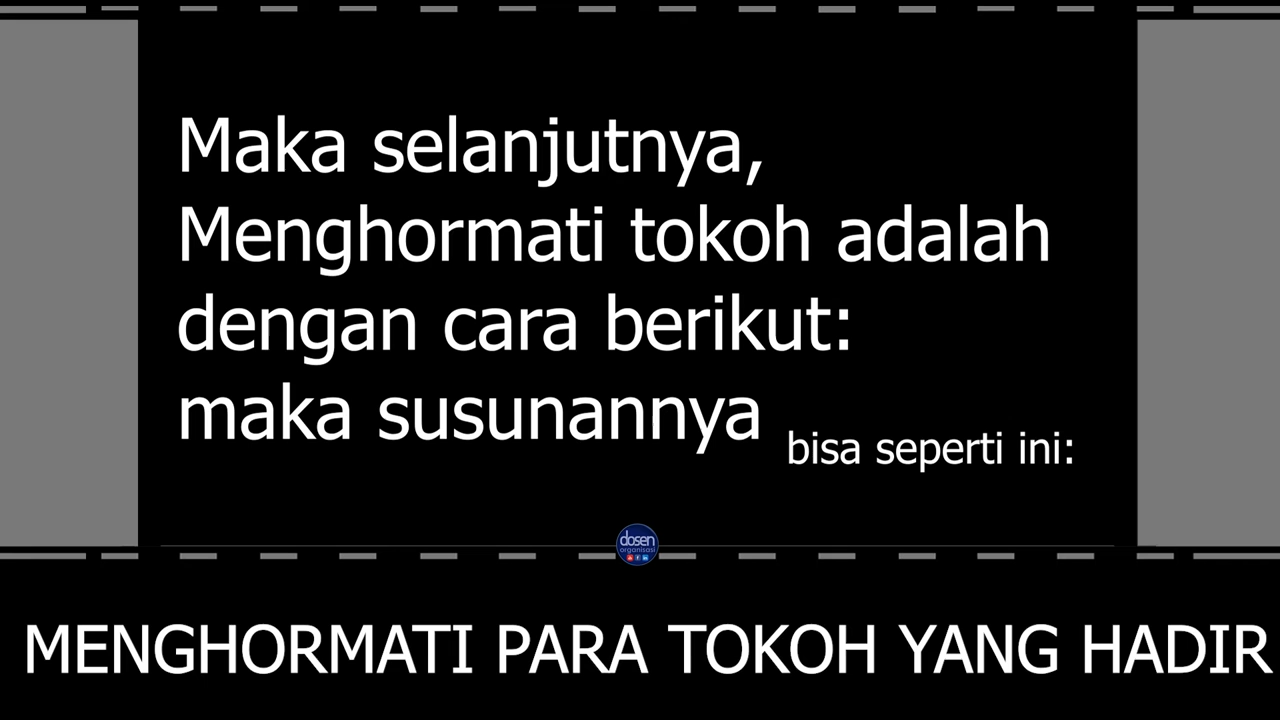 Maka selanjutnya,
Menghormati tokoh adalah
dengan cara berikut:
maka susunannya bisa seperti ini:
dosen
organisasi
MENGHORMATI PARA TOKOH YANG HADIR